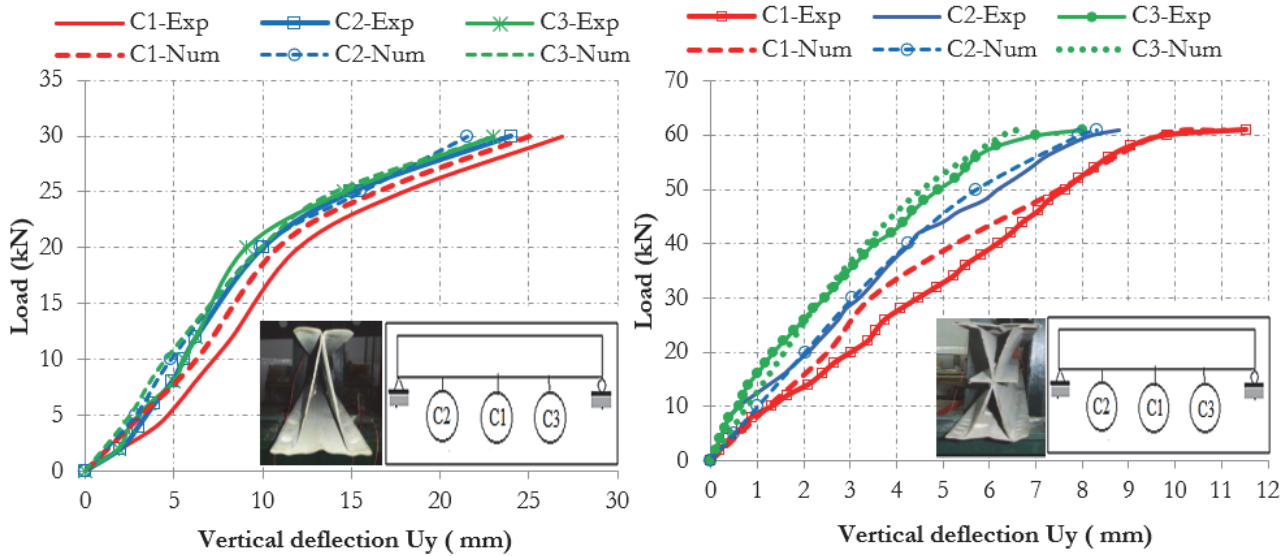 C1-Exp C2-Exp C3-Exp
C1-Num C2-Num C3-Num
35
30
25
20
15
10
5
0
Load (kN)
C2 C1 C3
0 5 10 15 20 25 30
Vertical deflection Uy ( mm)
C1-Exp C2-Exp C3-Exp
C1-Num C2-Num C3-Num
70
60
50
40
30
20
10
0
Load (kN)
C2 C1 C3
0 1 2 3 4 5 6 7 8 9 10 11 12
Vertical deflection Uy ( mm)